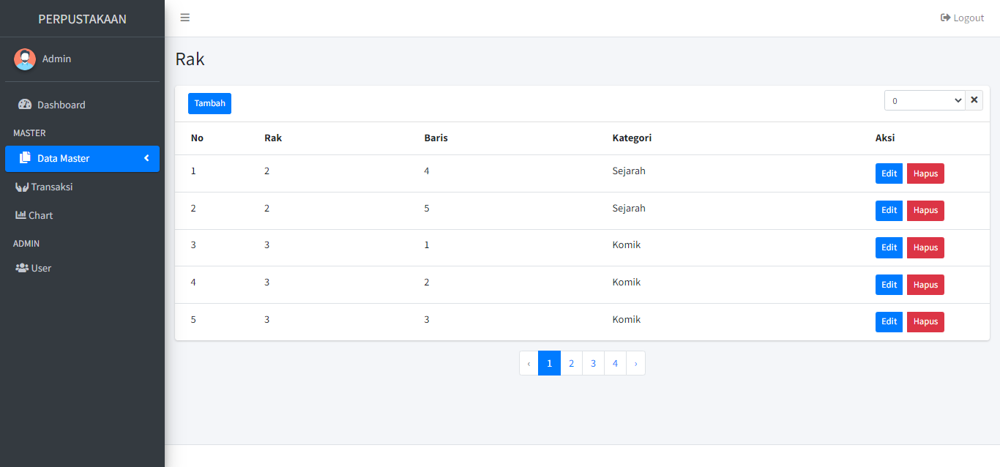 PERPUSTAKAAN
Logout
Admin
Rak
Dashboard
MASTER
Data Master
Transaksi
Chart
ADMIN
User
Tambah
0
No Rak Baris Kategori Aksi
1 2 4 Sejarah Edit Hapus
2 2 5 Sejarah Edit Hapus
3 3 1 Komik Edit Hapus
4 3 2 Komik Edit Hapus
5 3 3 Komik Edit Hapus
‹ 1 2 3 4 ›